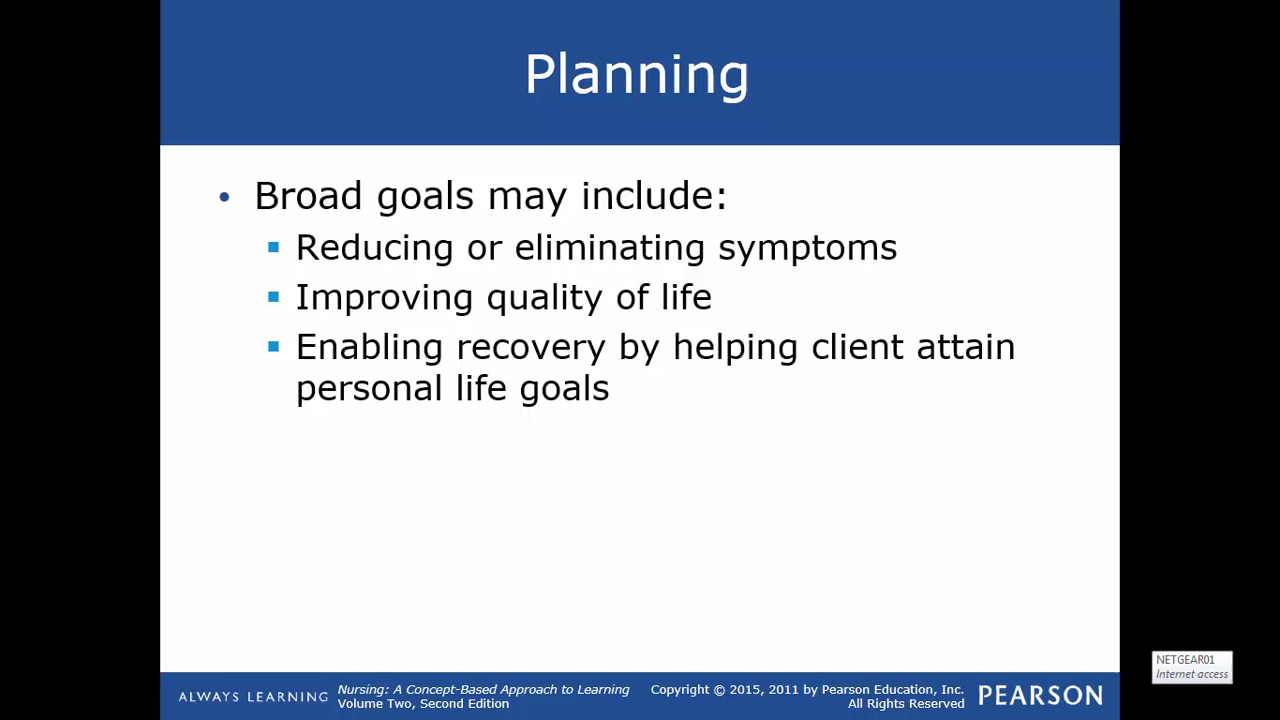 Planning
• Broad goals may include:
▪ Reducing or eliminating symptoms
▪ Improving quality of life
▪ Enabling recovery by helping client attain
personal life goals
ALWAYS LEARNING
Nursing: A Concept-Based Approach to Learning
Volume Two, Second Edition
Copyright © 2015, 2011 by Pearson Education, Inc.
All Rights Reserved
PEARSON
NETGEAR01
Internet access